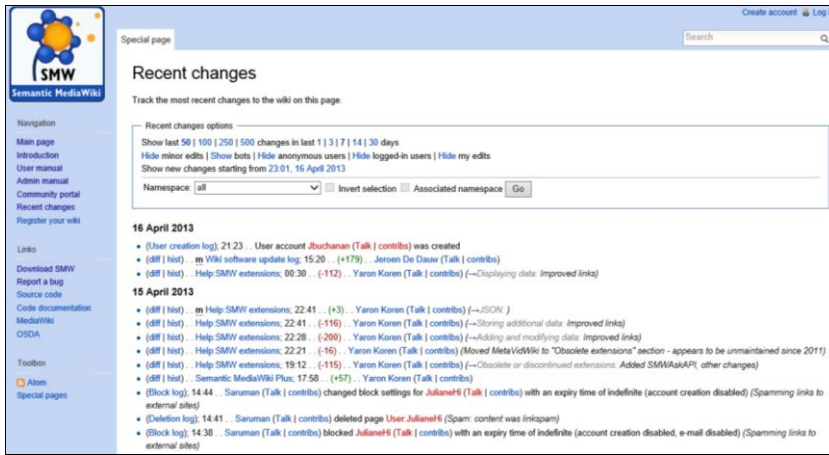 Create account Log i
SMW
Semantic MediaWiki
Special page
Search
Recent changes
Track the most recent changes to the wiki on this page.
Navigation
Main page
Introduction
User manual
Admin manual
Community portal
Recent changes
Register your wiki
Links
Download SMW
Report a bug
Source code
Code documentation
MediaWiki
OSDA
Toolbox
Atom
Special pages
Recent changes options
Show last 50 | 100 | 250 | 500 changes in last 1 | 3 | 7 | 14 | 30 days
Hide minor edits | Show bots | Hide anonymous users | Hide logged-in users | Hide my edits
Show new changes starting from 23:01, 16 April 2013
Namespace: all Invert selection Associated namespace Go
16 April 2013
(User creation log); 21:23 . . User account Jbuchanan (Talk | contribs) was created
(diff | hist) . . m Wiki software update log; 15:20 . . (+179) . . Jeroen De Dauw (Talk | contribs)
(diff | hist) . . Help:SMW extensions; 00:30 . . (-112) . . Yaron Koren (Talk | contribs) (→Displaying data: Improved links)
15 April 2013
(diff | hist) . . m Help:SMW extensions; 22:41 . . (+3) . . Yaron Koren (Talk | contribs) (→JSON: )
(diff | hist) . . Help:SMW extensions; 22:41 . . (-116) . . Yaron Koren (Talk | contribs) (→Storing additional data: Improved links)
(diff | hist) . . Help:SMW extensions; 22:28 . . (-200) . . Yaron Koren (Talk | contribs) (→Adding and modifying data: Improved links)
(diff | hist) . . Help:SMW extensions; 22:21 . . (-16) . . Yaron Koren (Talk | contribs) (Moved MetaVidWiki to "Obsolete extensions" section - appears to be unmaintained since 2011)
(diff | hist) . . Help:SMW extensions; 19:12 . . (-115) . . Yaron Koren (Talk | contribs) (→Obsolete or discontinued extensions: Added SMWAskAPI, other changes)
(diff | hist) . . Semantic MediaWiki Plus; 17:58 . . (+57) . . Yaron Koren (Talk | contribs)
(Block log); 14:44 . . Saruman (Talk | contribs) changed block settings for JulianeHi (Talk | contribs) with an expiry time of indefinite (account creation disabled) (Spamming links to
external sites)
(Deletion log); 14:41 . . Saruman (Talk | contribs) deleted page User:JulianeHi (Spam: content was linkspam)
(Block log); 14:38 . . Saruman (Talk | contribs) blocked JulianeHi (Talk | contribs) with an expiry time of indefinite (account creation disabled, e-mail disabled) (Spamming links to
external sites)